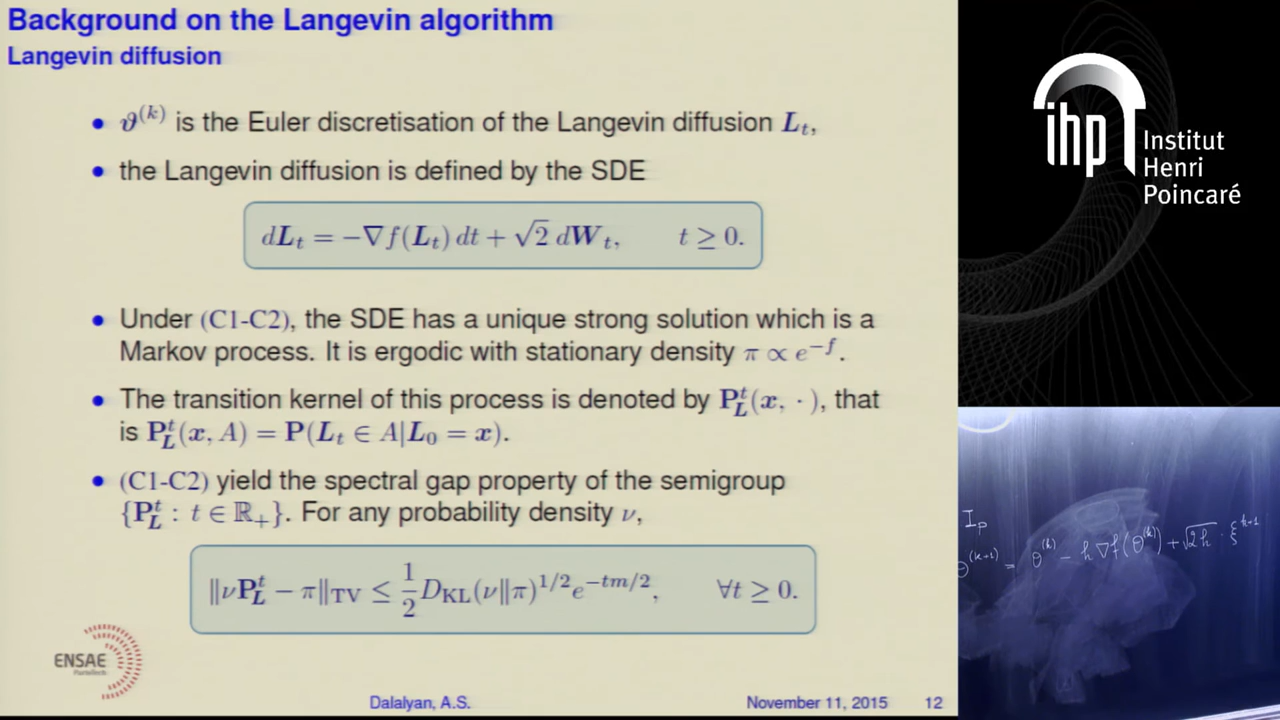 Background on the Langevin algorithm
Langevin diffusion
• ϑ^(k) is the Euler discretisation of the Langevin diffusion L_t,
• the Langevin diffusion is defined by the SDE
dL_t = −∇f(L_t) dt + √2 dW_t, t ≥ 0.
• Under (C1-C2), the SDE has a unique strong solution which is a
Markov process. It is ergodic with stationary density π ∝ e^{−f}.
• The transition kernel of this process is denoted by P_L^t(x, · ), that
is P_L^t(x, A) = P(L_t ∈ A|L_0 = x).
• (C1-C2) yield the spectral gap property of the semigroup
{P_L^t : t ∈ ℝ_+}. For any probability density ν,
‖νP_L^t − π‖_TV ≤ 1/2 D_KL(ν‖π)^{1/2} e^{−tm/2}, ∀t ≥ 0.
ENSAE
ParisTech
Dalalyan, A.S. November 11, 2015 12
ihp
Institut
Henri
Poincaré
I_p
θ^(k+1) = θ^(k) − h ∇f(θ^(k)) + √2h · ξ^{k+1}